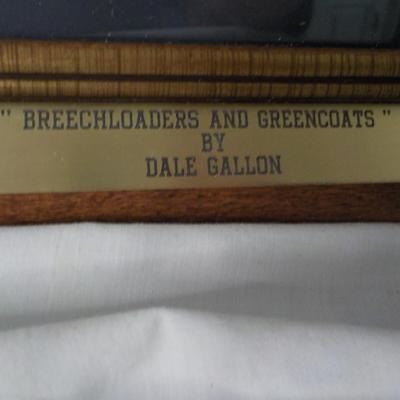 " BREECHLOADERS AND GREENCOATS "
BY
DALE GALLON